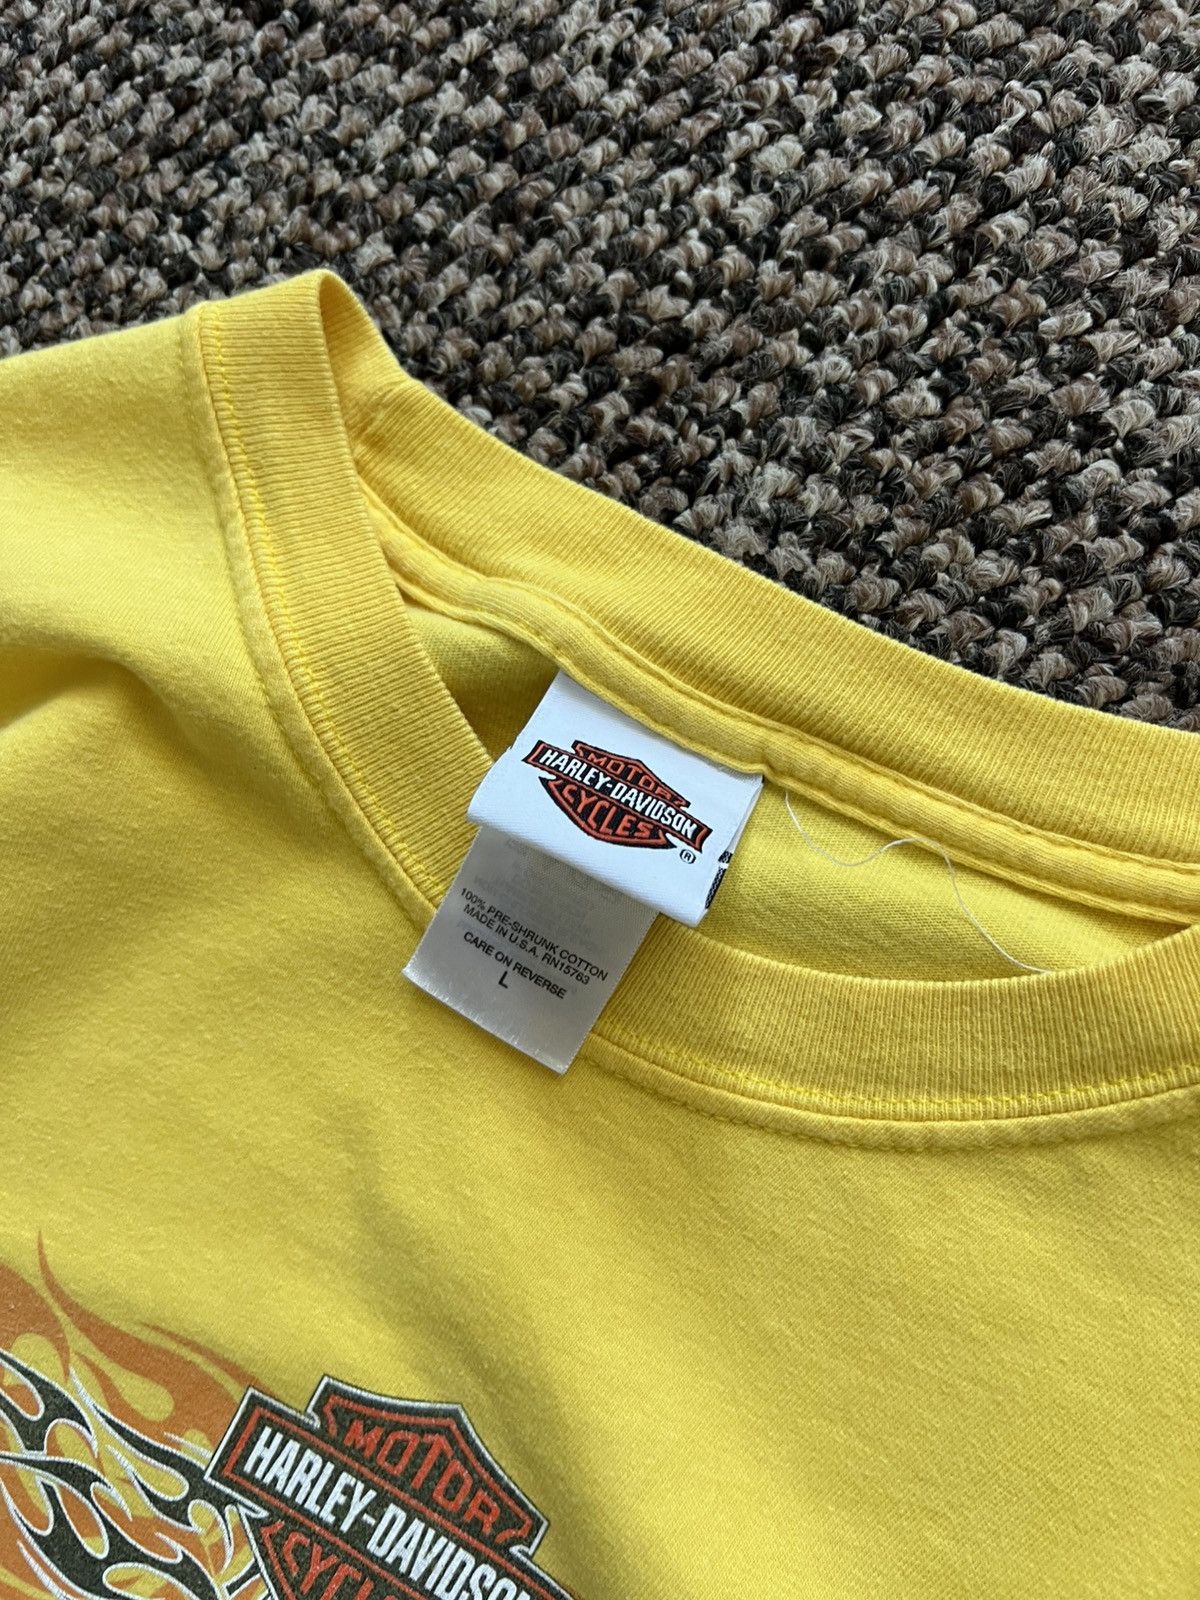 MOTOR
HARLEY-DAVIDSON
CYCLES
®
100% PRE-SHRUNK COTTON
MADE IN U.S.A. RN15763
CARE ON REVERSE
L
MOTOR
HARLEY-DAVIDSON